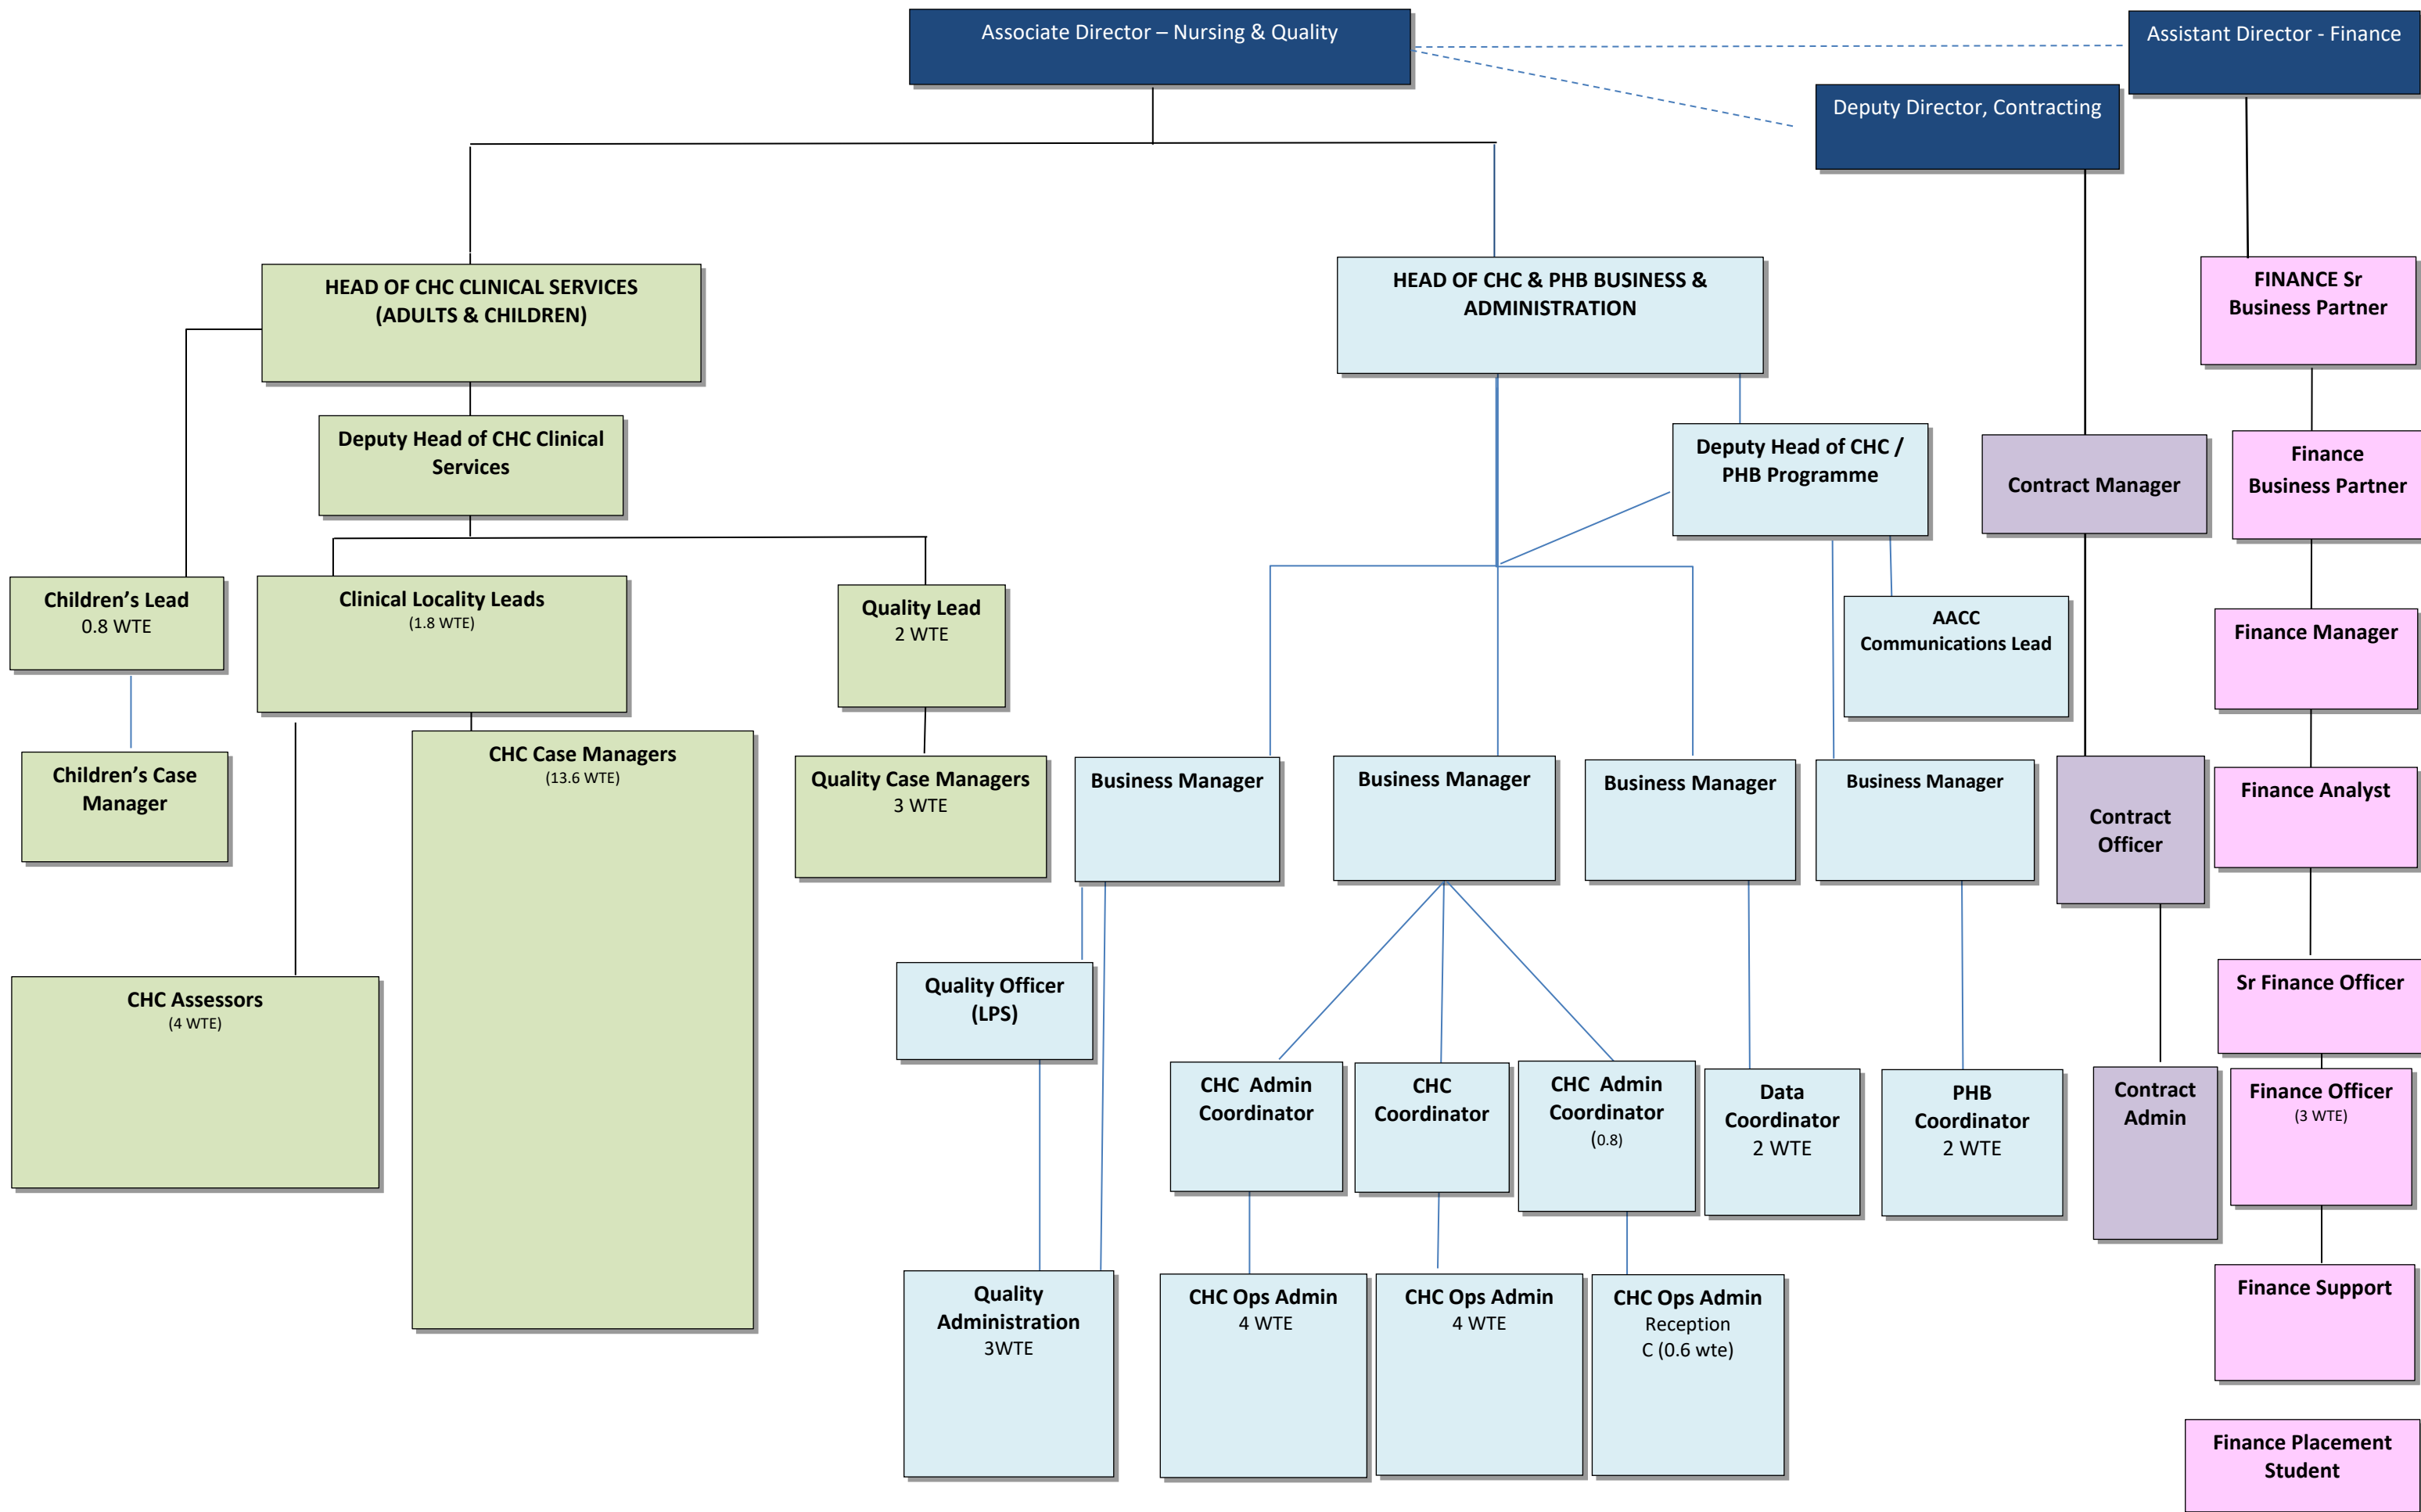 Associate Director – Nursing & Quality
Assistant Director - Finance
Deputy Director, Contracting
HEAD OF CHC CLINICAL SERVICES
(ADULTS & CHILDREN)
HEAD OF CHC & PHB BUSINESS &
ADMINISTRATION
FINANCE Sr
Business Partner
Deputy Head of CHC Clinical
Services
Deputy Head of CHC /
PHB Programme
Contract Manager
Finance
Business Partner
Children’s Lead
0.8 WTE
Clinical Locality Leads
(1.8 WTE)
Quality Lead
2 WTE
AACC
Communications Lead
Finance Manager
Children’s Case
Manager
CHC Case Managers
(13.6 WTE)
Quality Case Managers
3 WTE
Business Manager
Business Manager
Business Manager
Business Manager
Contract
Officer
Finance Analyst
CHC Assessors
(4 WTE)
Quality Officer
(LPS)
Sr Finance Officer
CHC Admin
Coordinator
CHC
Coordinator
CHC Admin
Coordinator
(0.8)
Data
Coordinator
2 WTE
PHB
Coordinator
2 WTE
Contract
Admin
Finance Officer
(3 WTE)
Quality
Administration
3WTE
CHC Ops Admin
4 WTE
CHC Ops Admin
4 WTE
CHC Ops Admin
Reception
C (0.6 wte)
Finance Support
Finance Placement
Student